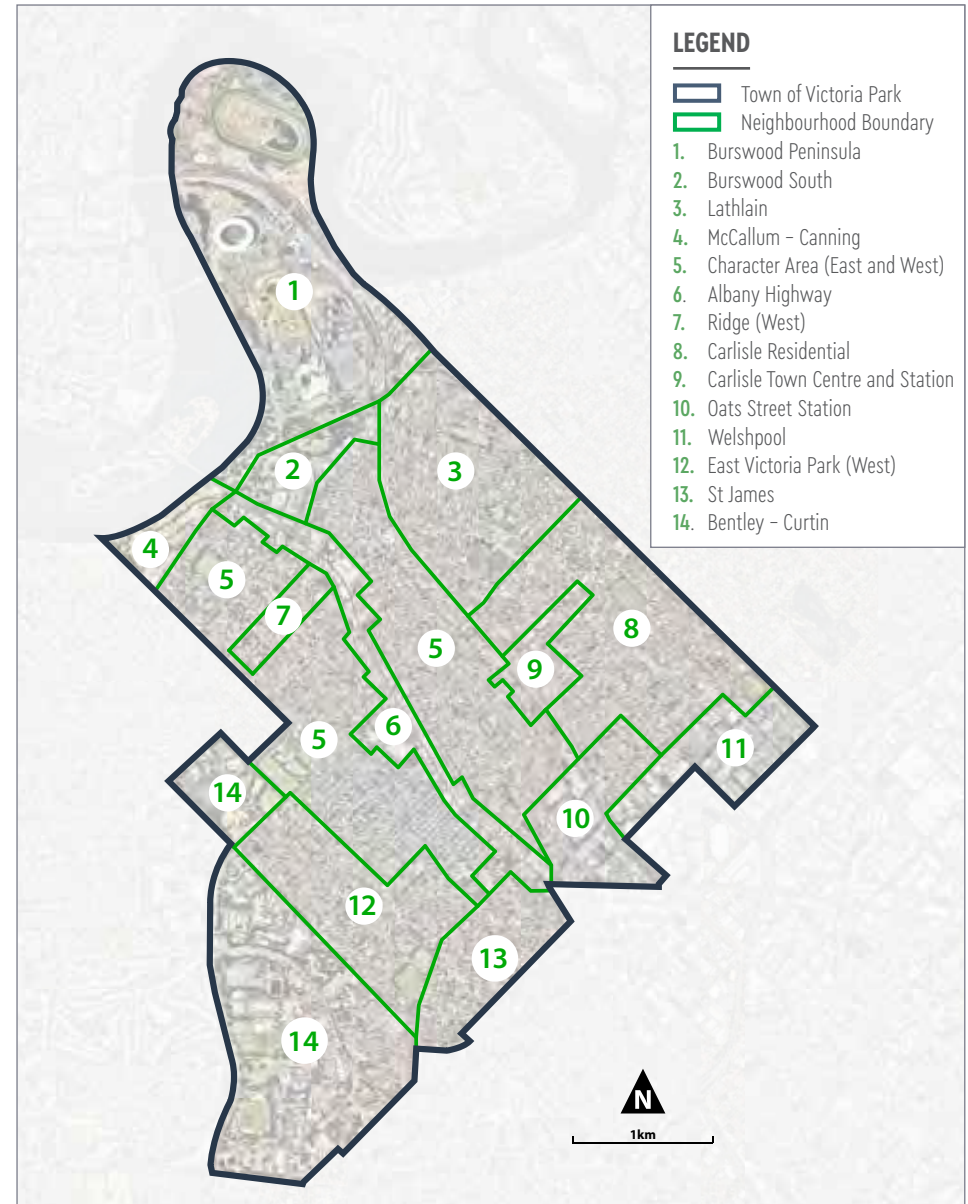 LEGEND
Town of Victoria Park
Neighbourhood Boundary
1. Burswood Peninsula
2. Burswood South
3. Lathlain
4. McCallum – Canning
5. Character Area (East and West)
6. Albany Highway
7. Ridge (West)
8. Carlisle Residential
9. Carlisle Town Centre and Station
10. Oats Street Station
11. Welshpool
12. East Victoria Park (West)
13. St James
14. Bentley – Curtin
1
2
3
4
5
7
8
5
9
6
5
11
14
10
12
13
14
N
1km